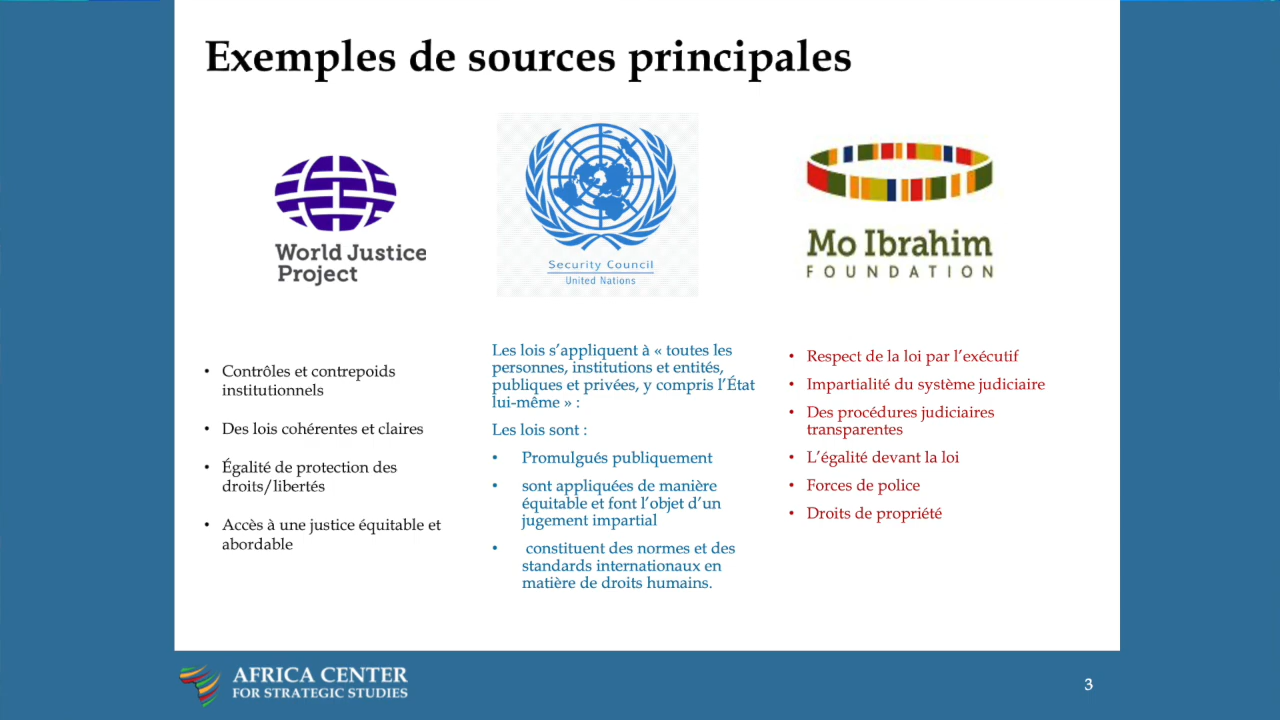 Exemples de sources principales
World Justice
Project
Security Council
United Nations
Mo Ibrahim
FOUNDATION
• Contrôles et contrepoids
institutionnels
• Des lois cohérentes et claires
• Égalité de protection des
droits/libertés
• Accès à une justice équitable et
abordable
Les lois s’appliquent à « toutes les
personnes, institutions et entités,
publiques et privées, y compris l’État
lui-même » :
Les lois sont :
• Promulgués publiquement
• sont appliquées de manière
équitable et font l’objet d’un
jugement impartial
• constituent des normes et des
standards internationaux en
matière de droits humains.
• Respect de la loi par l’exécutif
• Impartialité du système judiciaire
• Des procédures judiciaires
transparentes
• L’égalité devant la loi
• Forces de police
• Droits de propriété
AFRICA CENTER
FOR STRATEGIC STUDIES
3